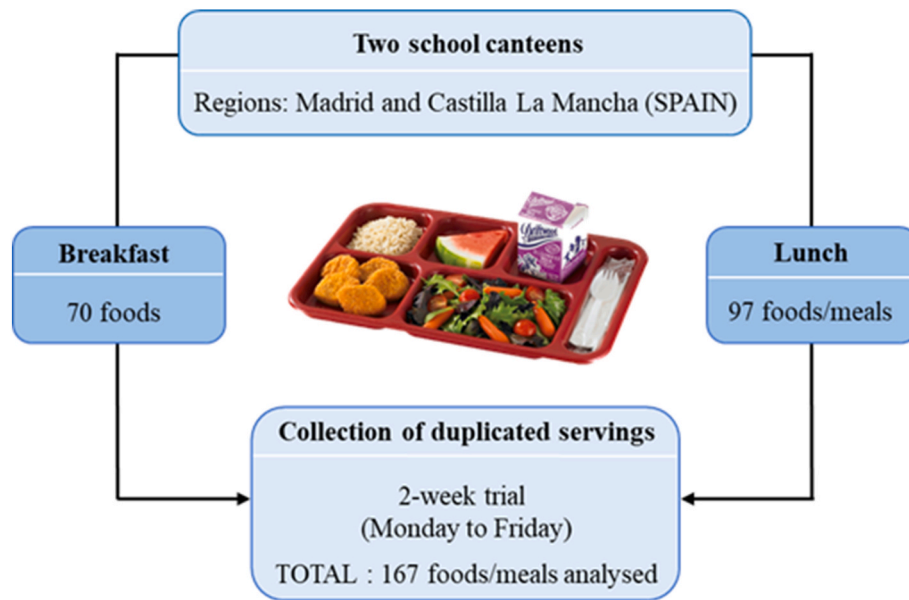 Two school canteens
Regions: Madrid and Castilla La Mancha (SPAIN)
Breakfast
70 foods
Lunch
97 foods/meals
Collection of duplicated servings
2-week trial
(Monday to Friday)
TOTAL : 167 foods/meals analysed